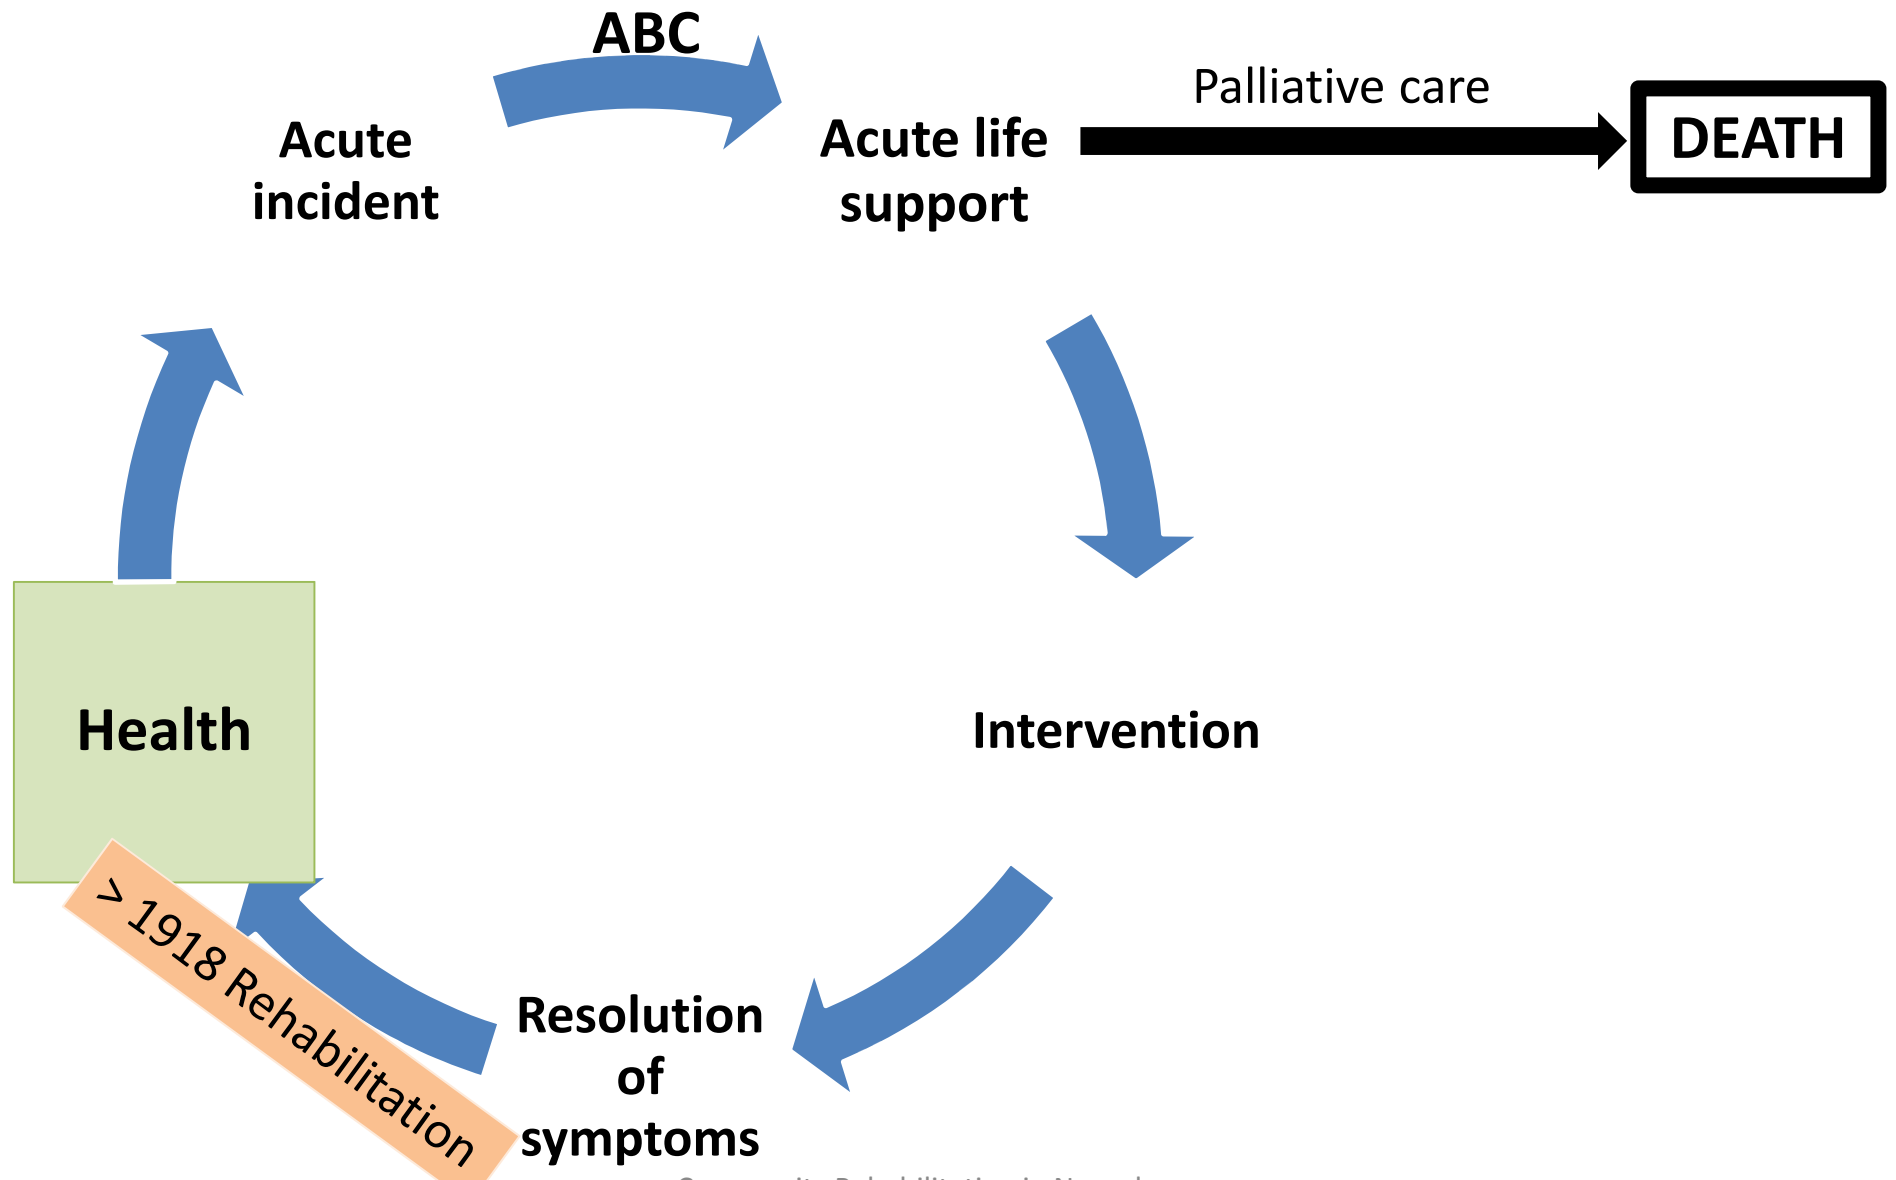 ABC
Acute
incident
Acute life
support
Palliative care
DEATH
Health
Intervention
> 1918 Rehabilitation
Resolution
of
symptoms